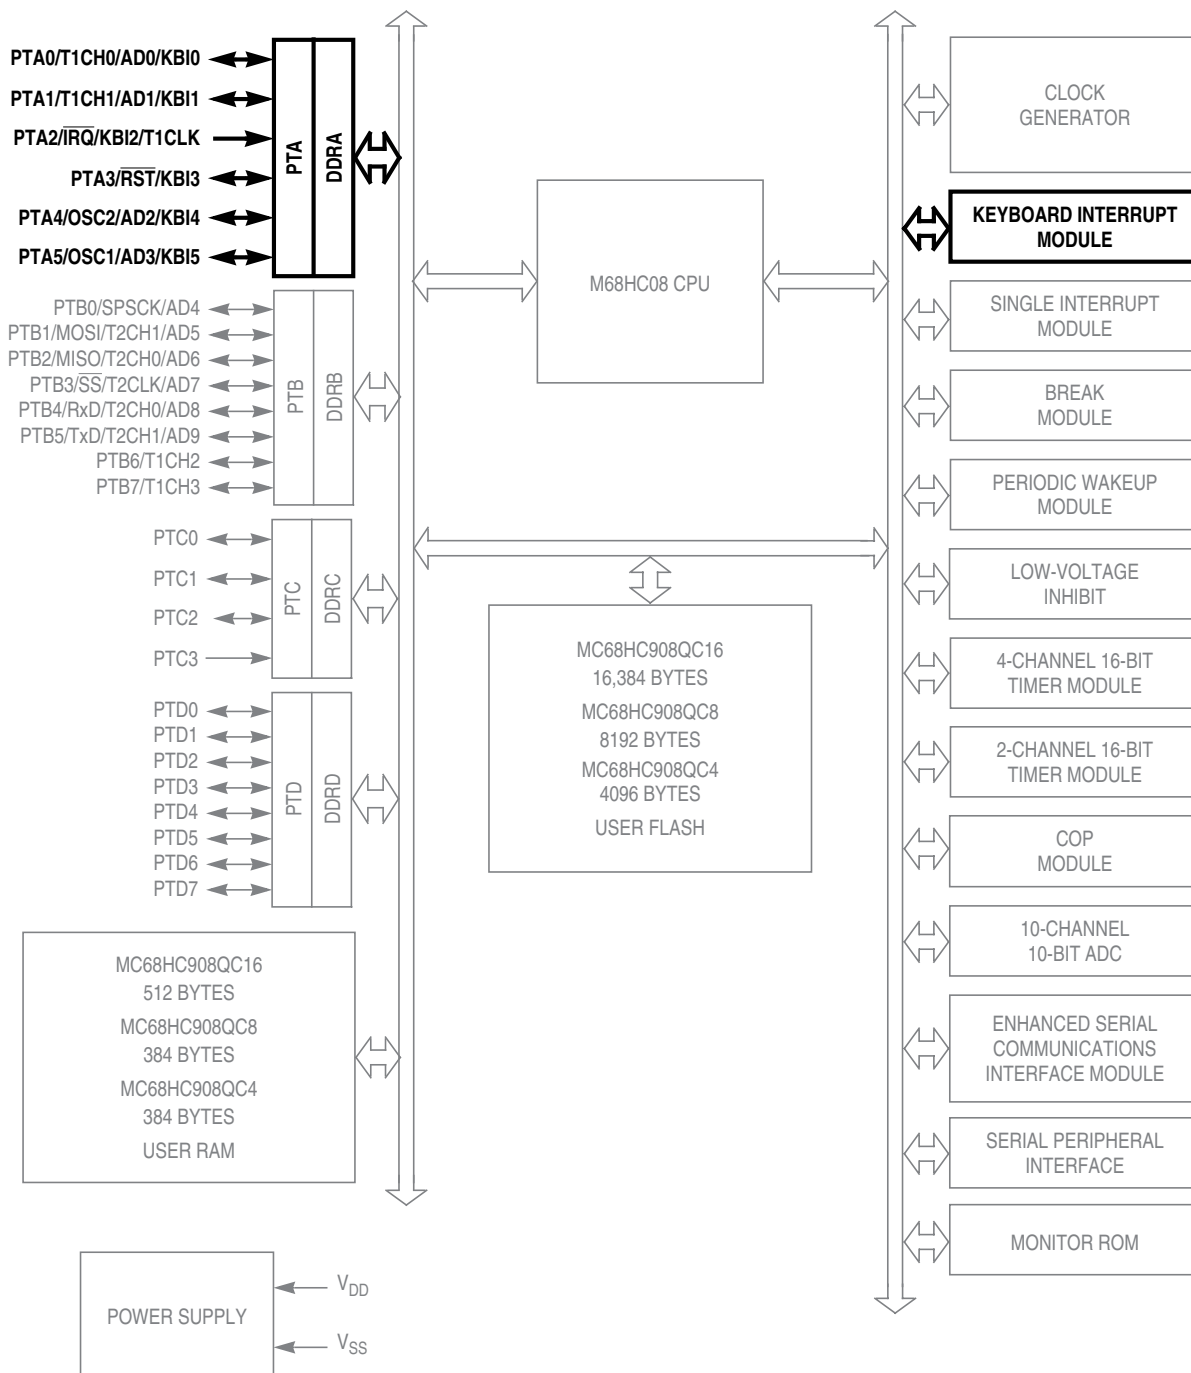 PTA0/T1CH0/AD0/KBI0
PTA1/T1CH1/AD1/KBI1
PTA2/I̅R̅Q̅/KBI2/T1CLK
PTA3/R̅S̅T̅/KBI3
PTA4/OSC2/AD2/KBI4
PTA5/OSC1/AD3/KBI5
PTA
DDRA
PTB0/SPSCK/AD4
PTB1/MOSI/T2CH1/AD5
PTB2/MISO/T2CH0/AD6
PTB3/S̅S̅/T2CLK/AD7
PTB4/RxD/T2CH0/AD8
PTB5/TxD/T2CH1/AD9
PTB6/T1CH2
PTB7/T1CH3
PTB
DDRB
PTC0
PTC1
PTC2
PTC3
PTC
DDRC
PTD0
PTD1
PTD2
PTD3
PTD4
PTD5
PTD6
PTD7
PTD
DDRD
MC68HC908QC16
512 BYTES
MC68HC908QC8
384 BYTES
MC68HC908QC4
384 BYTES
USER RAM
POWER SUPPLY
VDD
VSS
M68HC08 CPU
MC68HC908QC16
16,384 BYTES
MC68HC908QC8
8192 BYTES
MC68HC908QC4
4096 BYTES
USER FLASH
CLOCK
GENERATOR
KEYBOARD INTERRUPT
MODULE
SINGLE INTERRUPT
MODULE
BREAK
MODULE
PERIODIC WAKEUP
MODULE
LOW-VOLTAGE
INHIBIT
4-CHANNEL 16-BIT
TIMER MODULE
2-CHANNEL 16-BIT
TIMER MODULE
COP
MODULE
10-CHANNEL
10-BIT ADC
ENHANCED SERIAL
COMMUNICATIONS
INTERFACE MODULE
SERIAL PERIPHERAL
INTERFACE
MONITOR ROM